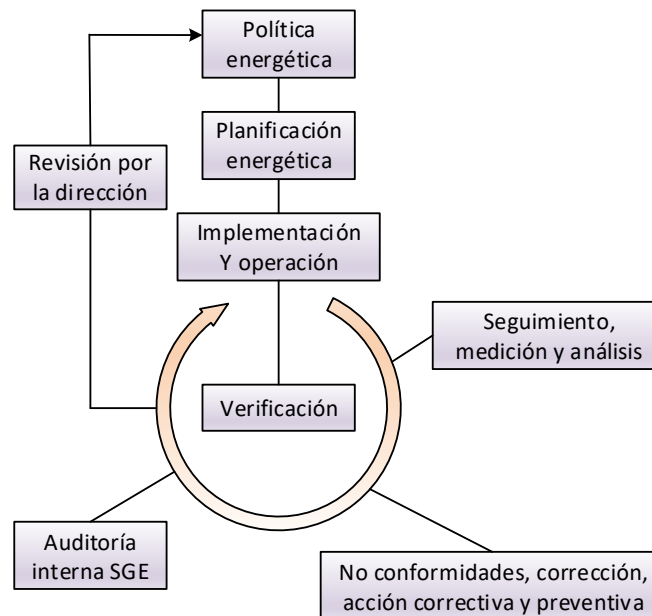 Política
energética
Planificación
energética
Revisión por
la dirección
Implementación
Y operación
Seguimiento,
medición y análisis
Verificación
Auditoría
interna SGE
No conformidades, corrección,
acción correctiva y preventiva